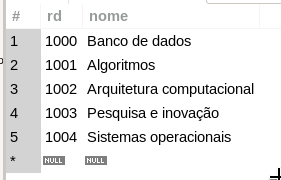 # rd nome
1 1000 Banco de dados
2 1001 Algoritmos
3 1002 Arquitetura computacional
4 1003 Pesquisa e inovação
5 1004 Sistemas operacionais
* NULL NULL